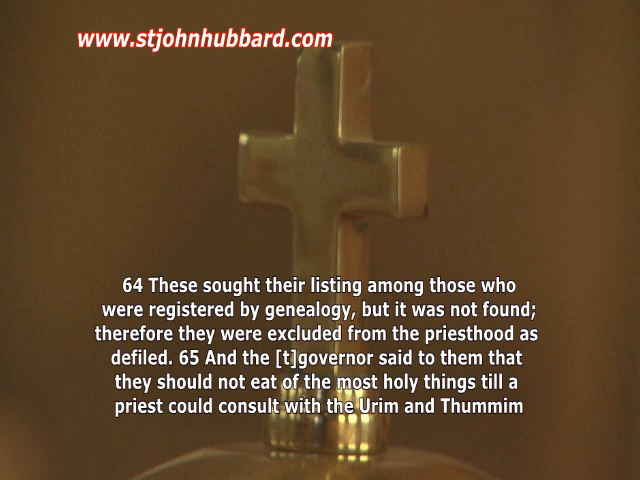 www.stjohnhubbard.com
64 These sought their listing among those who
were registered by genealogy, but it was not found;
therefore they were excluded from the priesthood as
defiled. 65 And the [t]governor said to them that
they should not eat of the most holy things till a
priest could consult with the Urim and Thummim